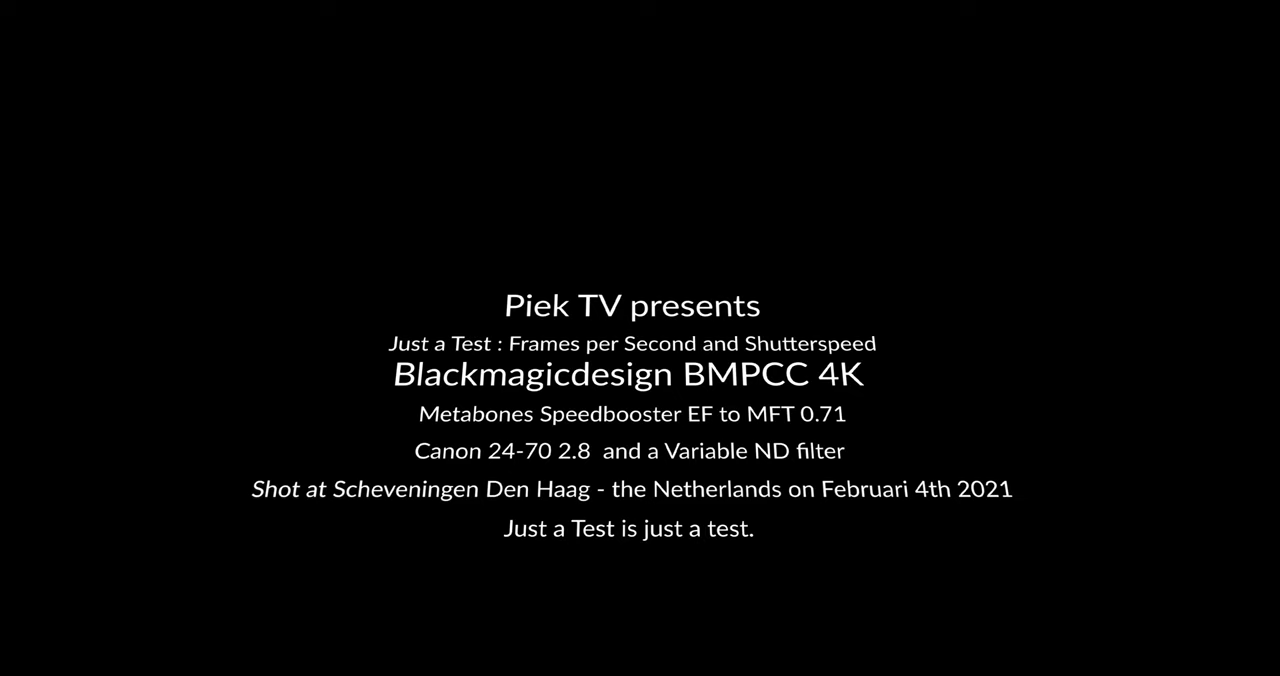 Piek TV presents
Just a Test : Frames per Second and Shutterspeed
Blackmagicdesign BMPCC 4K
Metabones Speedbooster EF to MFT 0.71
Canon 24-70 2.8 and a Variable ND filter
Shot at Scheveningen Den Haag - the Netherlands on Februari 4th 2021
Just a Test is just a test.